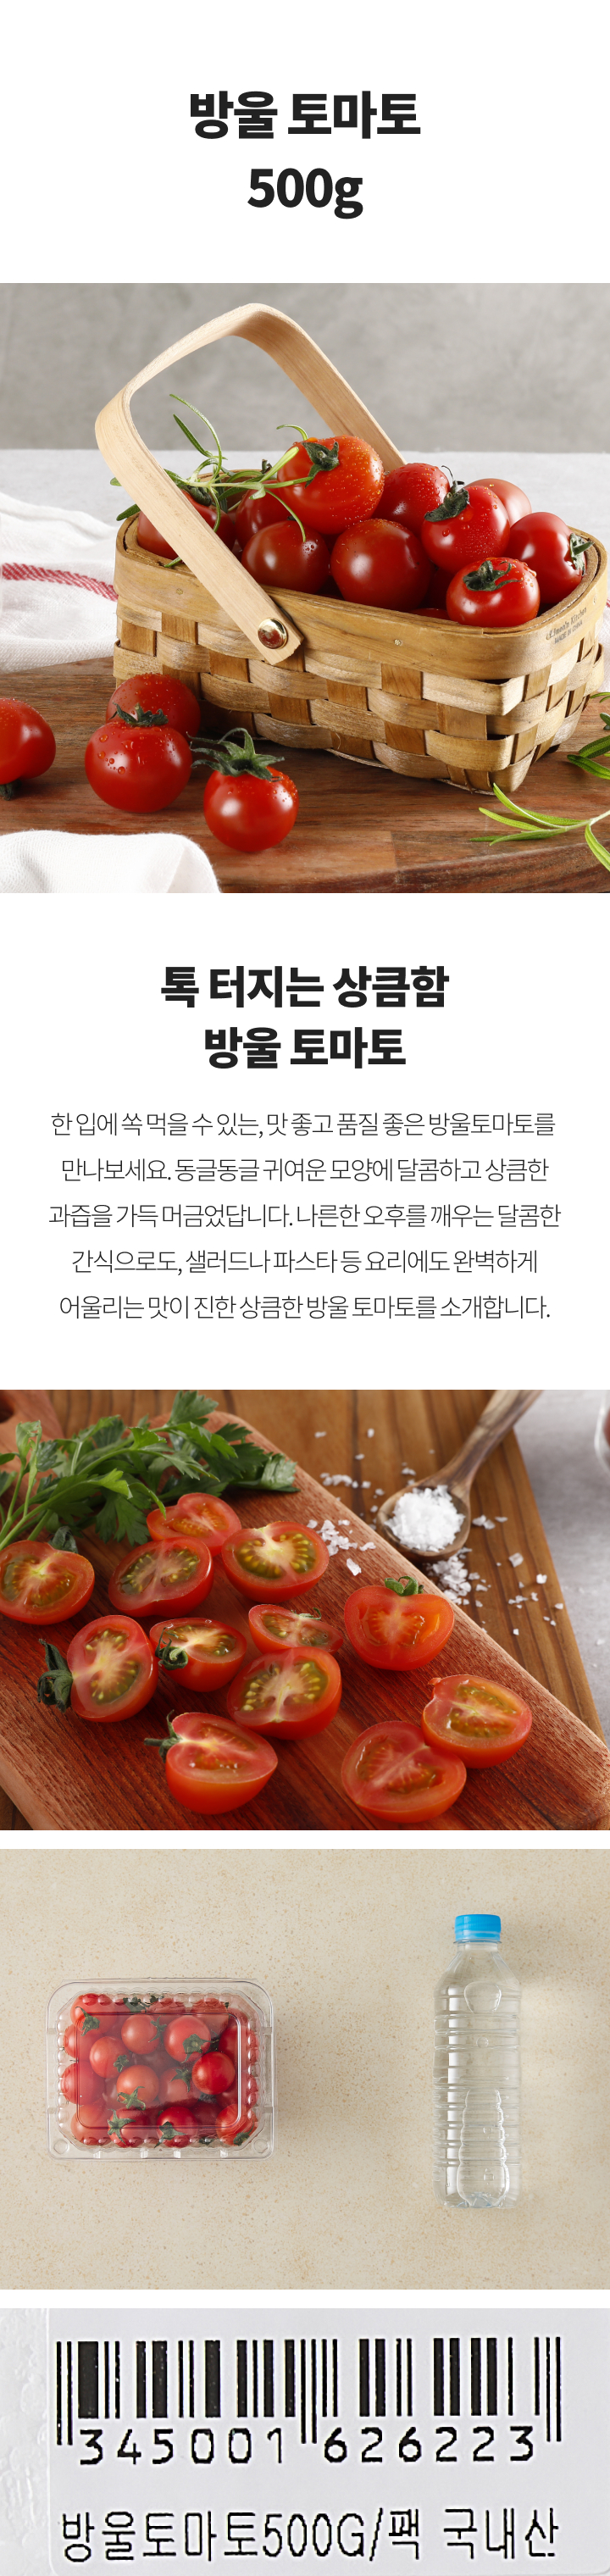 방울 토마토
500g
톡 터지는 상큼함
방울 토마토
한 입에 쏙 먹을 수 있는, 맛 좋고 품질 좋은 방울토마토를
만나보세요. 동글동글 귀여운 모양에 달콤하고 상큼한
과즙을 가득 머금었답니다. 나른한 오후를 깨우는 달콤한
간식으로도, 샐러드나 파스타 등 요리에도 완벽하게
어울리는 맛이 진한 상큼한 방울 토마토를 소개합니다.
345001 626223
방울토마토500G/팩 국내산